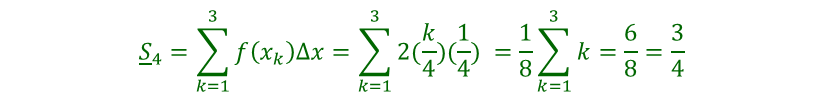 S̲₄ = ∑_{k=1}^{3} f(x_k)Δx = ∑_{k=1}^{3} 2(k/4)(1/4) = 1/8 ∑_{k=1}^{3} k = 6/8 = 3/4